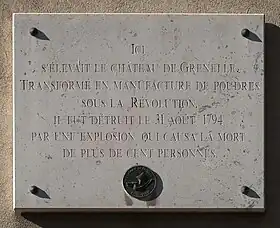 ICI
S'ÉLEVAIT LE CHÂTEAU DE GRENELLE.
TRANSFORMÉ EN MANUFACTURE DE POUDRES
SOUS LA RÉVOLUTION,
IL FUT DÉTRUIT LE 31 AOÛT 1794
PAR UNE EXPLOSION QUI CAUSA LA MORT
DE PLUS DE CENT PERSONNES.